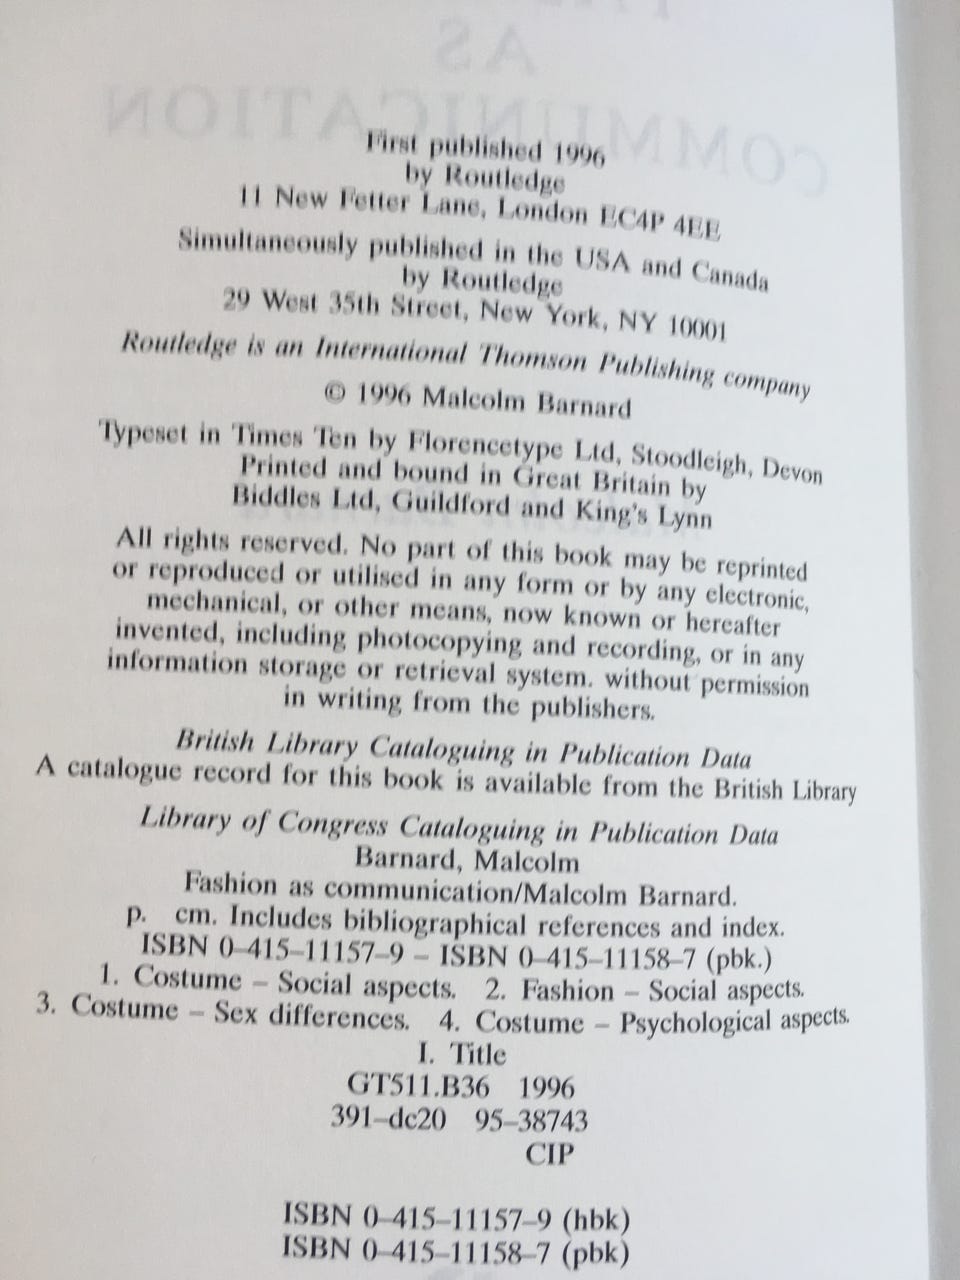 First published 1996
by Routledge
11 New Fetter Lane, London EC4P 4EE
Simultaneously published in the USA and Canada
by Routledge
29 West 35th Street, New York, NY 10001
Routledge is an International Thomson Publishing company
© 1996 Malcolm Barnard
Typeset in Times Ten by Florencetype Ltd, Stoodleigh, Devon
Printed and bound in Great Britain by
Biddles Ltd, Guildford and King's Lynn
All rights reserved. No part of this book may be reprinted
or reproduced or utilised in any form or by any electronic,
mechanical, or other means, now known or hereafter
invented, including photocopying and recording, or in any
information storage or retrieval system. without permission
in writing from the publishers.
British Library Cataloguing in Publication Data
A catalogue record for this book is available from the British Library
Library of Congress Cataloguing in Publication Data
Barnard, Malcolm
Fashion as communication/Malcolm Barnard.
p. cm. Includes bibliographical references and index.
ISBN 0–415–11157–9 – ISBN 0–415–11158–7 (pbk.)
1. Costume – Social aspects. 2. Fashion – Social aspects.
3. Costume – Sex differences. 4. Costume – Psychological aspects.
I. Title
GT511.B36 1996
391–dc20 95–38743
CIP
ISBN 0–415–11157–9 (hbk)
ISBN 0–415–11158–7 (pbk)